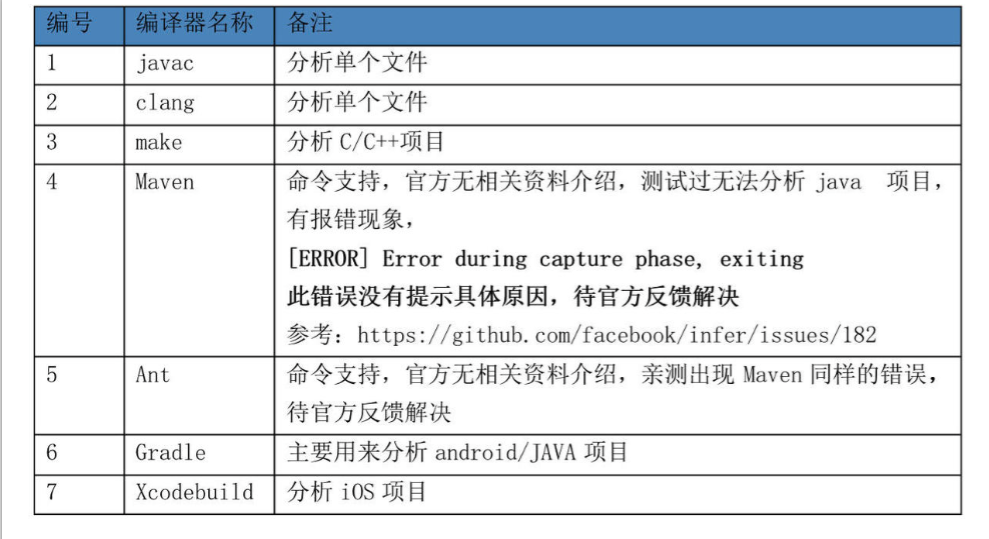 编号 编译器名称 备注
1 javac 分析单个文件
2 clang 分析单个文件
3 make 分析 C/C++项目
4 Maven 命令支持，官方无相关资料介绍，测试过无法分析 java 项目，
有报错现象，
[ERROR] Error during capture phase, exiting
此错误没有提示具体原因，待官方反馈解决
参考：https://github.com/facebook/infer/issues/182
5 Ant 命令支持，官方无相关资料介绍，亲测出现 Maven 同样的错误，
待官方反馈解决
6 Gradle 主要用来分析 android/JAVA 项目
7 Xcodebuild 分析 iOS 项目